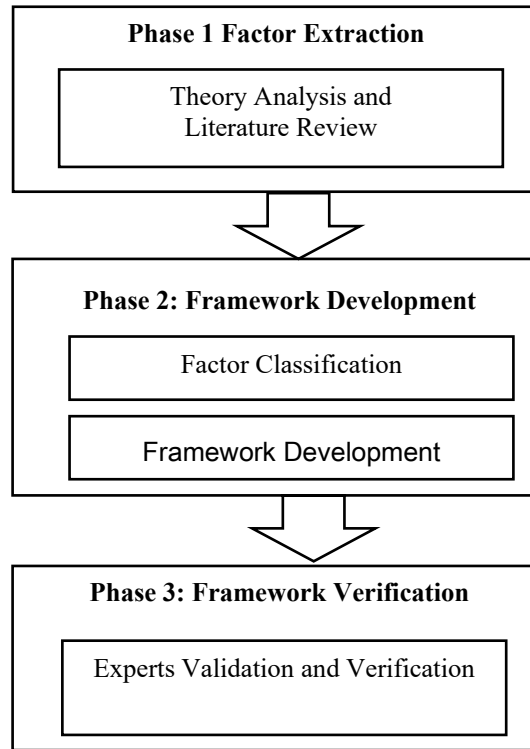 Phase 1 Factor Extraction
Theory Analysis and
Literature Review
Phase 2: Framework Development
Factor Classification
Framework Development
Phase 3: Framework Verification
Experts Validation and Verification